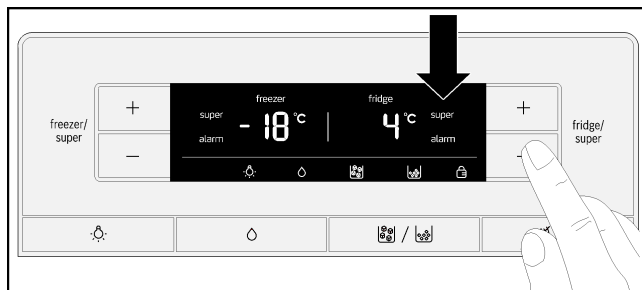 freezer/
super
+
−
freezer
super
alarm
-18 °C
fridge
4 °C
super
alarm
+
fridge/
super
/